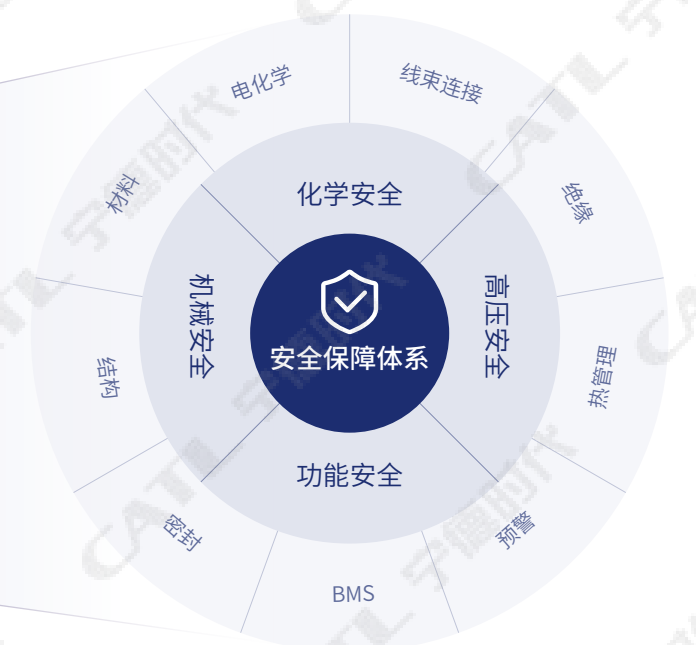 电化学
线束连接
材料
化学安全
绝缘
机械安全
安全保障体系
高压安全
结构
热管理
功能安全
密封
预警
BMS
CATL 宁德时代